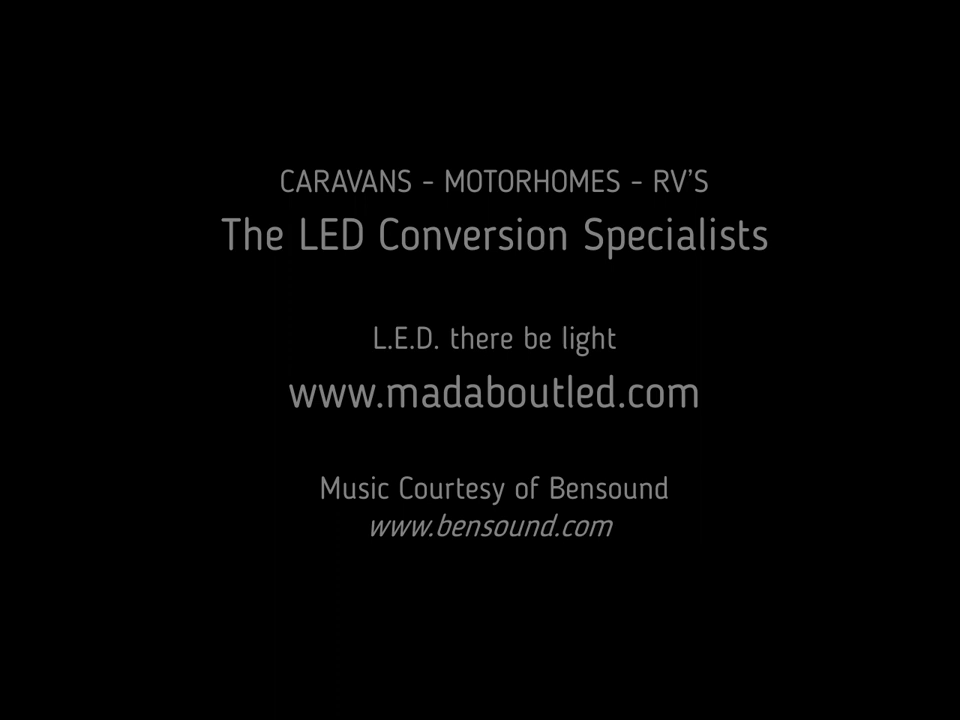 CARAVANS - MOTORHOMES - RV'S
The LED Conversion Specialists
L.E.D. there be light
www.madaboutled.com
Music Courtesy of Bensound
www.bensound.com